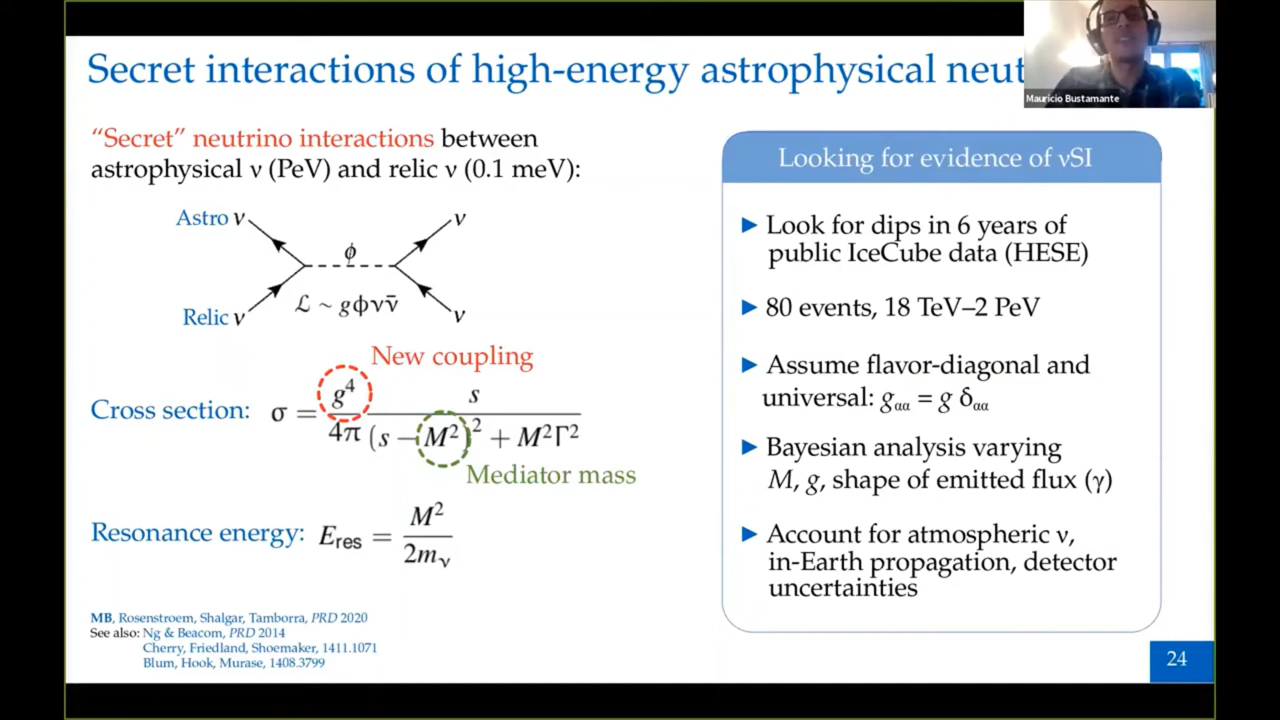 Secret interactions of high-energy astrophysical neut
Mauricio Bustamante
“Secret” neutrino interactions between
astrophysical ν (PeV) and relic ν (0.1 meV):
Astro ν
ν
ϕ
ℒ ~ gϕνν̄
Relic ν
ν
New coupling
Cross section: σ = g⁴/4π s/((s − M²)² + M²Γ²)
Mediator mass
Resonance energy: E_res = M²/2m_ν
MB, Rosenstroem, Shalgar, Tamborra, PRD 2020
See also: Ng & Beacom, PRD 2014
Cherry, Friedland, Shoemaker, 1411.1071
Blum, Hook, Murase, 1408.3799
Looking for evidence of νSI
► Look for dips in 6 years of
public IceCube data (HESE)
► 80 events, 18 TeV–2 PeV
► Assume flavor-diagonal and
universal: g_αα = g δ_αα
► Bayesian analysis varying
M, g, shape of emitted flux (γ)
► Account for atmospheric ν,
in-Earth propagation, detector
uncertainties
24